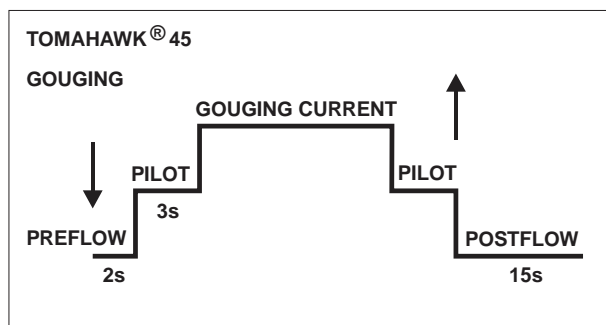 TOMAHAWK® 45
GOUGING
GOUGING CURRENT
PILOT
PILOT
3s
PREFLOW
POSTFLOW
2s
15s